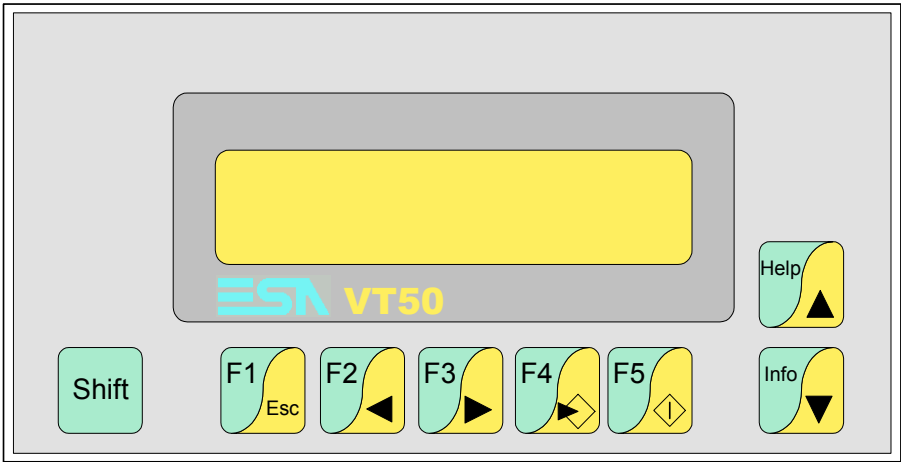 ESA VT50
Help
Shift
F1 Esc
F2
F3
F4
F5
Info